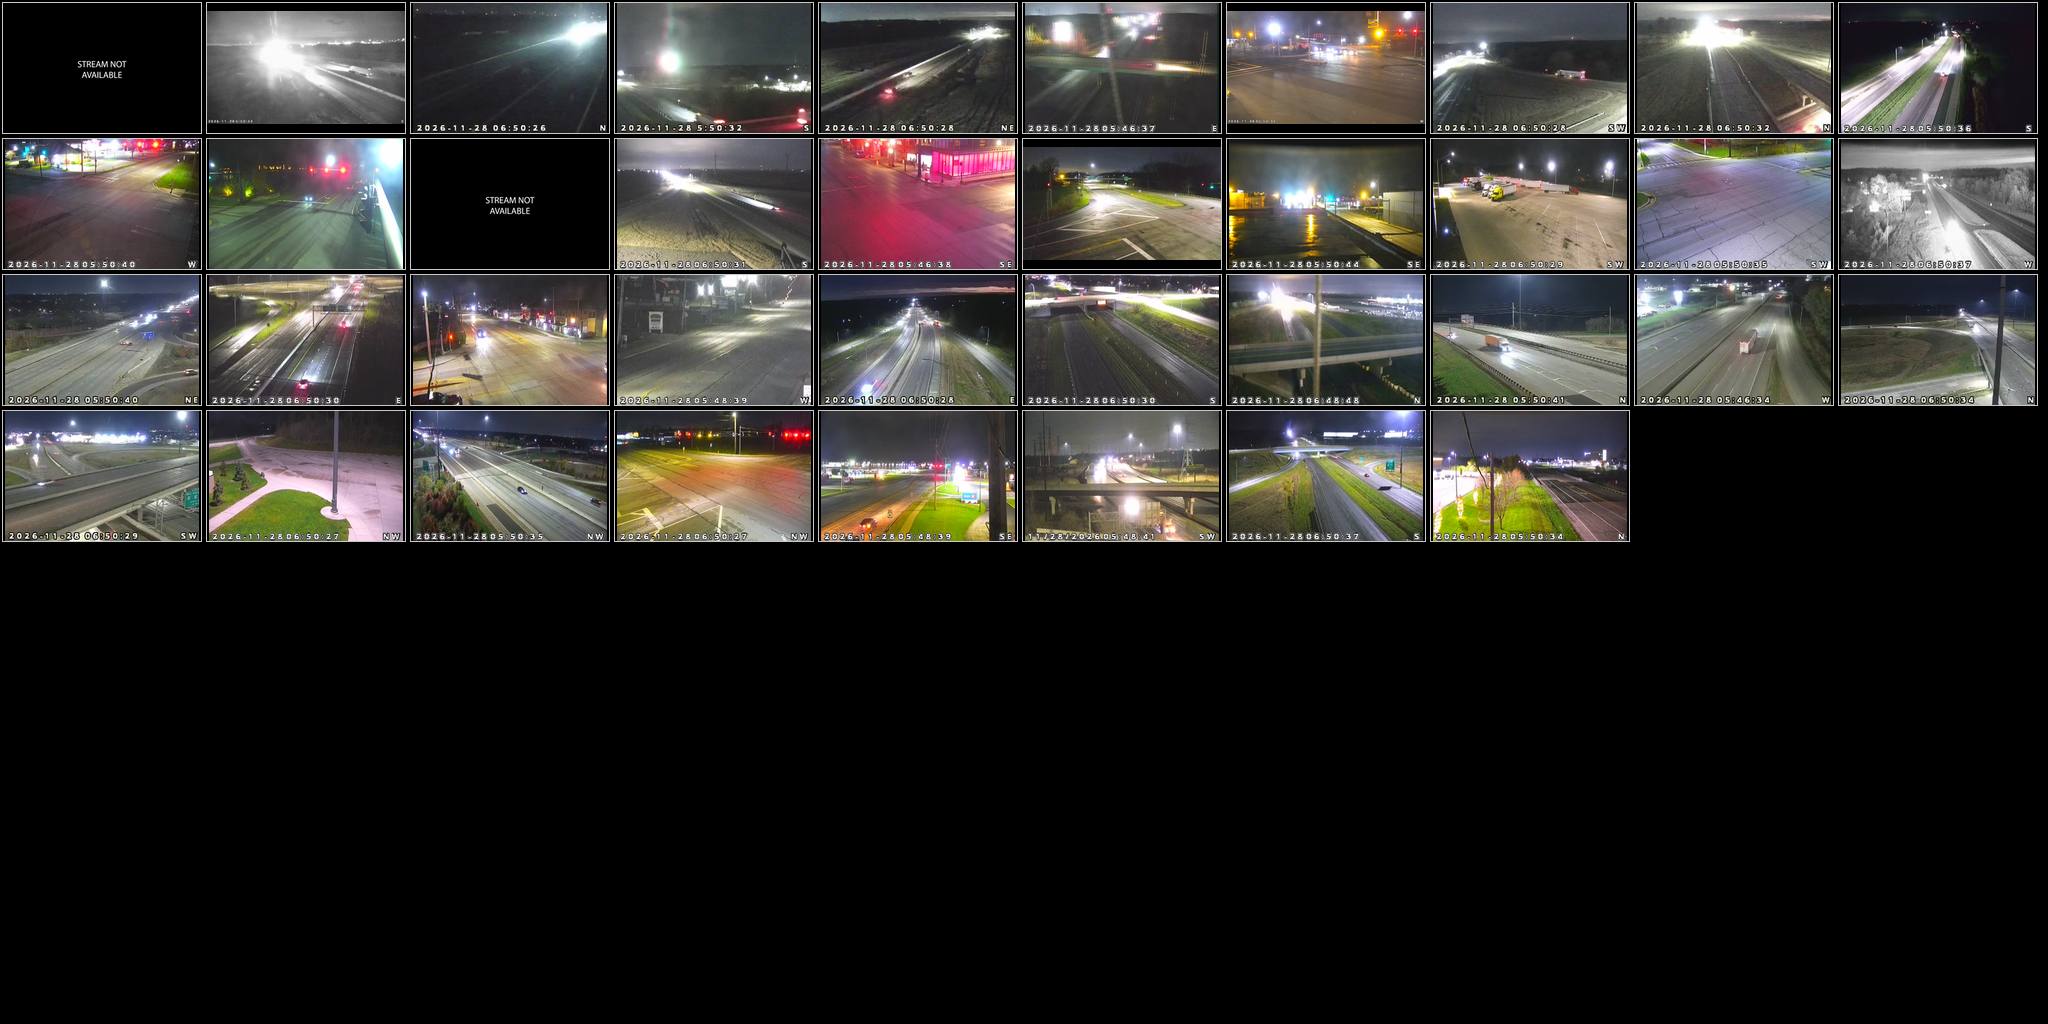 STREAM NOT
AVAILABLE
2026-11-28 06:50:26 N
2026-11-28 5:50:32 S
2026-11-28 06:50:28 NE
2026-11-28 05:46:37 E
2026-11-28 06:50:28 SW
2026-11-28 06:50:32 N
2026-11-28 05:50:36 S
2026-11-28 05:50:40 W
STREAM NOT
AVAILABLE
2026-11-28 06:50:31 S
2026-11-28 05:46:38 SE
2026-11-28 05:50:44 SE
2026-11-28 06:50:29 SW
2026-11-28 05:50:35 SW
2026-11-28 06:50:37 W
2026-11-28 05:50:40 NE
2026-11-28 06:50:30 E
2026-11-28 05:48:39 W
2026-11-28 06:50:28 E
2026-11-28 06:50:30 S
2026-11-28 06:48:48 N
2026-11-28 05:50:41 N
2026-11-28 05:46:34 W
2026-11-28 06:50:34 N
2026-11-28 06:50:29 SW
2026-11-28 06:50:27 NW
2026-11-28 05:50:35 NW
2026-11-28 06:50:27 NW
2026-11-28 05:48:39 SE
11/28/2026 05:48:41 SW
2026-11-28 06:50:37 S
2026-11-28 05:50:34 N